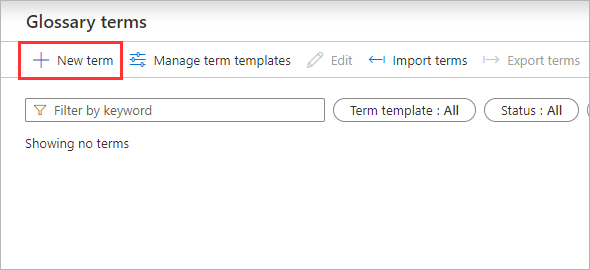 Glossary terms
New term Manage term templates Edit Import terms Export terms
Filter by keyword Term template : All Status : All
Showing no terms